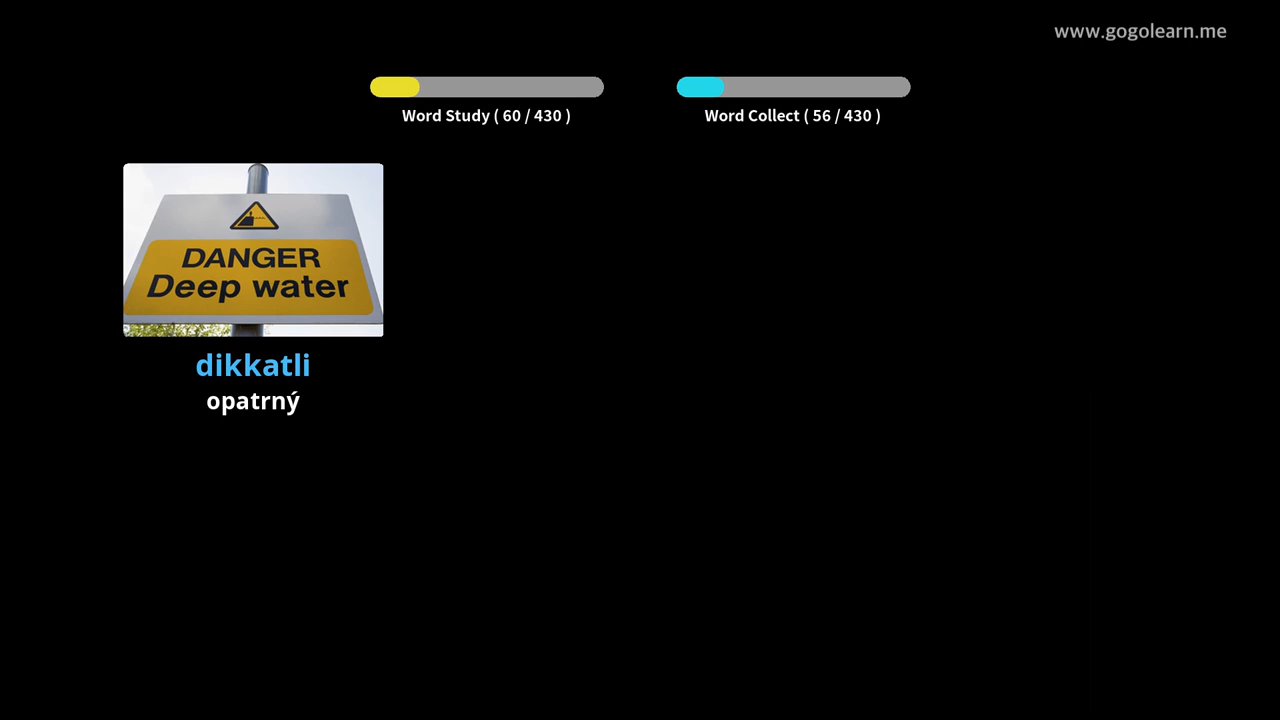 www.gogolearn.me
Word Study ( 60 / 430 )
Word Collect ( 56 / 430 )
DANGER
Deep water
dikkatli
opatrný